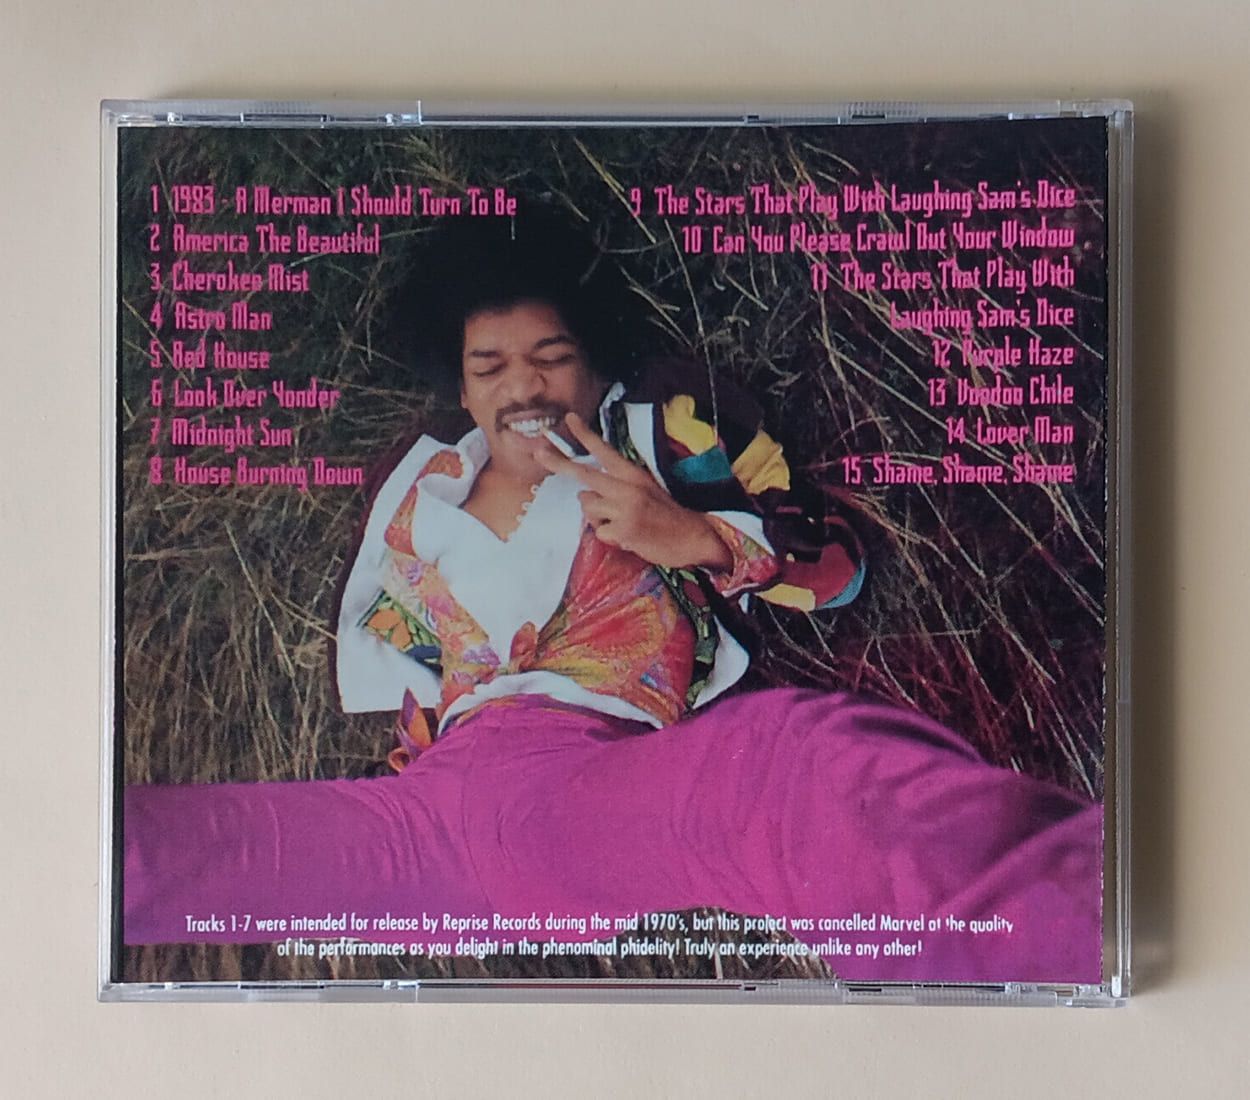 1 1983 - A Merman I Should Turn To Be
2 America The Beautiful
3 Cherokee Mist
4 Astro Man
5 Red House
6 Look Over Yonder
7 Midnight Sun
8 House Burning Down
9 The Stars That Play With Laughing Sam's Dice
10 Can You Please Crawl Out Your Window
11 The Stars That Play With
Laughing Sam's Dice
12 Purple Haze
13 Voodoo Chile
14 Lover Man
15 Shame, Shame, Shame
Tracks 1-7 were intended for release by Reprise Records during the mid 1970's, but this project was cancelled Marvel at the quality
of the performances as you delight in the phenominal phidelity! Truly an experience unlike any other!